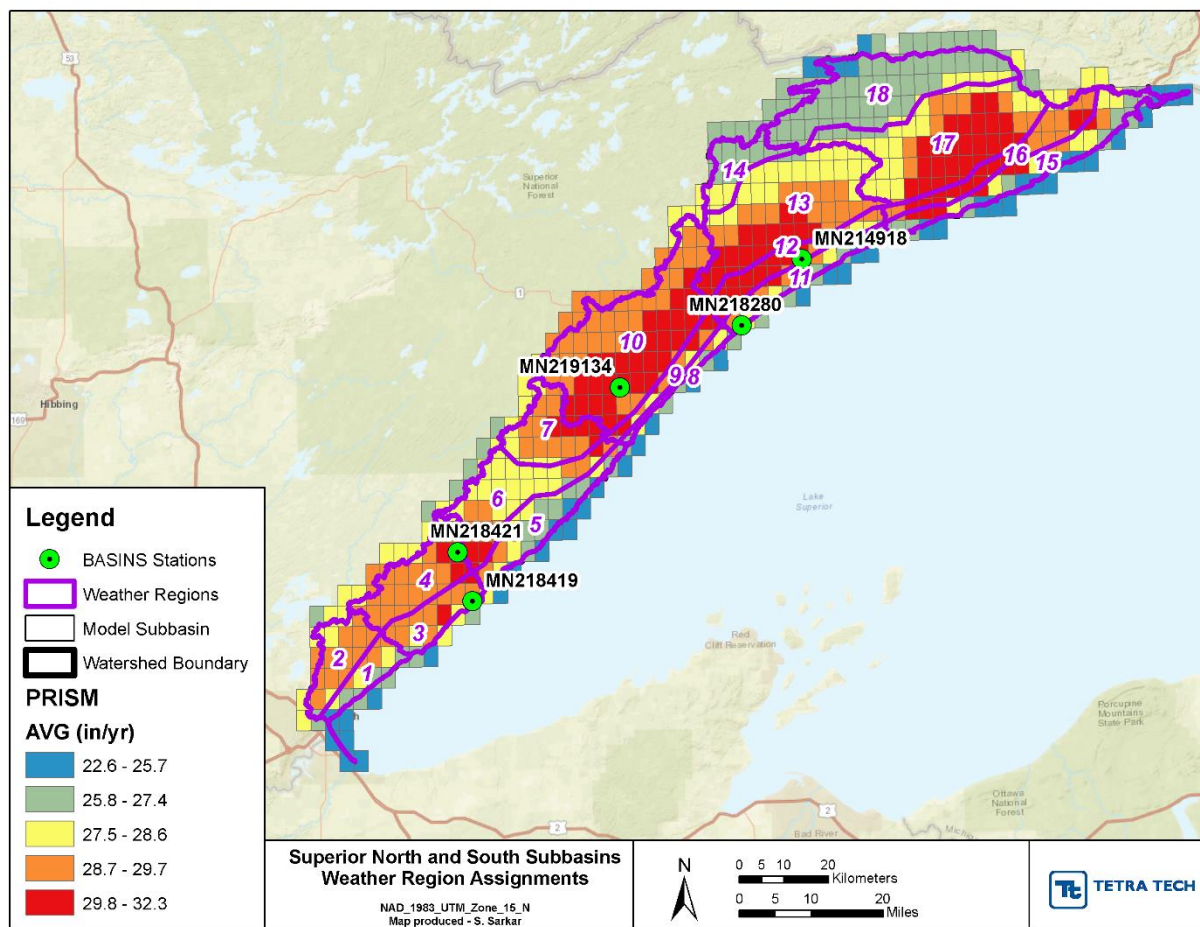 53
18
17
16
15
14
Superior
National
Forest
13
12
MN214918
11
1
MN218280
10
MN219134
9
8
Hibbing
169
7
Lake
Superior
6
5
MN218421
4
MN218419
3
2
1
Red
Cliff Reservation
Porcupine
Mountains
State Park
Ottawa
National
Forest
2
2
Bad River
Legend
BASINS Stations
Weather Regions
Model Subbasin
Watershed Boundary
PRISM
AVG (in/yr)
22.6 - 25.7
25.8 - 27.4
27.5 - 28.6
28.7 - 29.7
29.8 - 32.3
Superior North and South Subbasins
Weather Region Assignments
NAD_1983_UTM_Zone_15_N
Map produced - S. Sarkar
N
0 5 10 20
Kilometers
0 5 10 20
Miles
Tt TETRA TECH